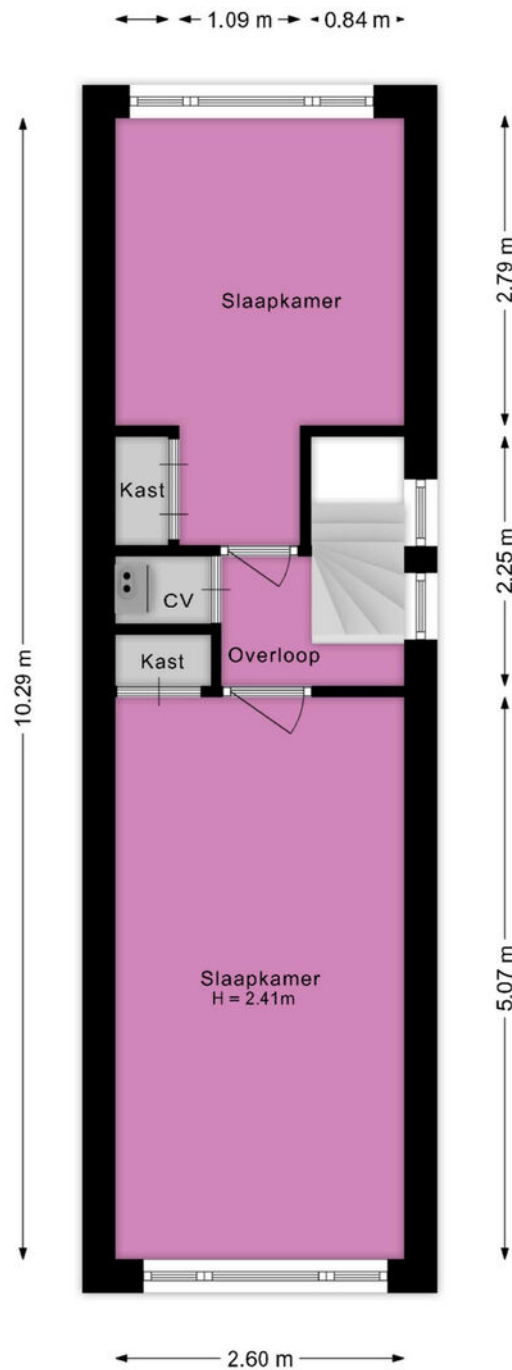 1.09 m
0.84 m
2.79 m
Slaapkamer
Kast
2.25 m
CV
Kast
Overloop
10.29 m
Slaapkamer
H = 2.41m
5.07 m
2.60 m